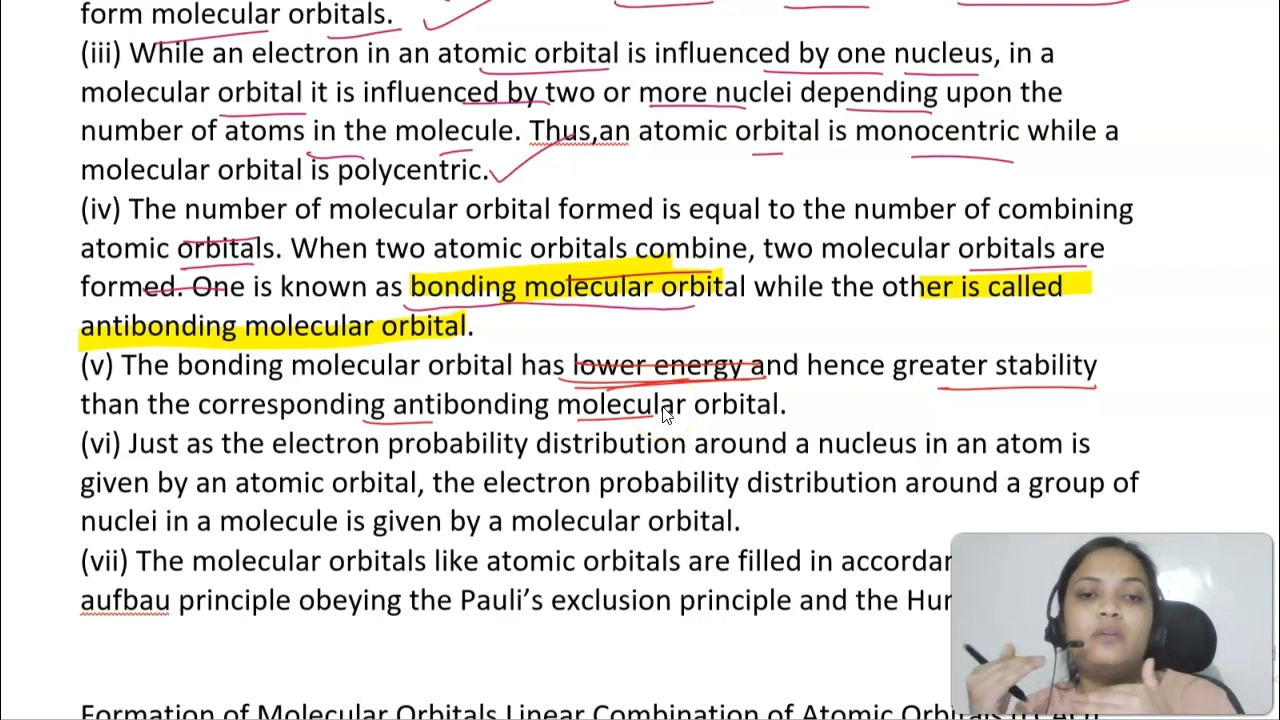 form molecular orbitals.
(iii) While an electron in an atomic orbital is influenced by one nucleus, in a
molecular orbital it is influenced by two or more nuclei depending upon the
number of atoms in the molecule. Thus,an atomic orbital is monocentric while a
molecular orbital is polycentric.
(iv) The number of molecular orbital formed is equal to the number of combining
atomic orbitals. When two atomic orbitals combine, two molecular orbitals are
formed. One is known as bonding molecular orbital while the other is called
antibonding molecular orbital.
(v) The bonding molecular orbital has lower energy and hence greater stability
than the corresponding antibonding molecular orbital.
(vi) Just as the electron probability distribution around a nucleus in an atom is
given by an atomic orbital, the electron probability distribution around a group of
nuclei in a molecule is given by a molecular orbital.
(vii) The molecular orbitals like atomic orbitals are filled in
aufbau principle obeying the Pauli’s exclusion principle and the
Formation of Molecular Orbitals Linear Combination of Atomic